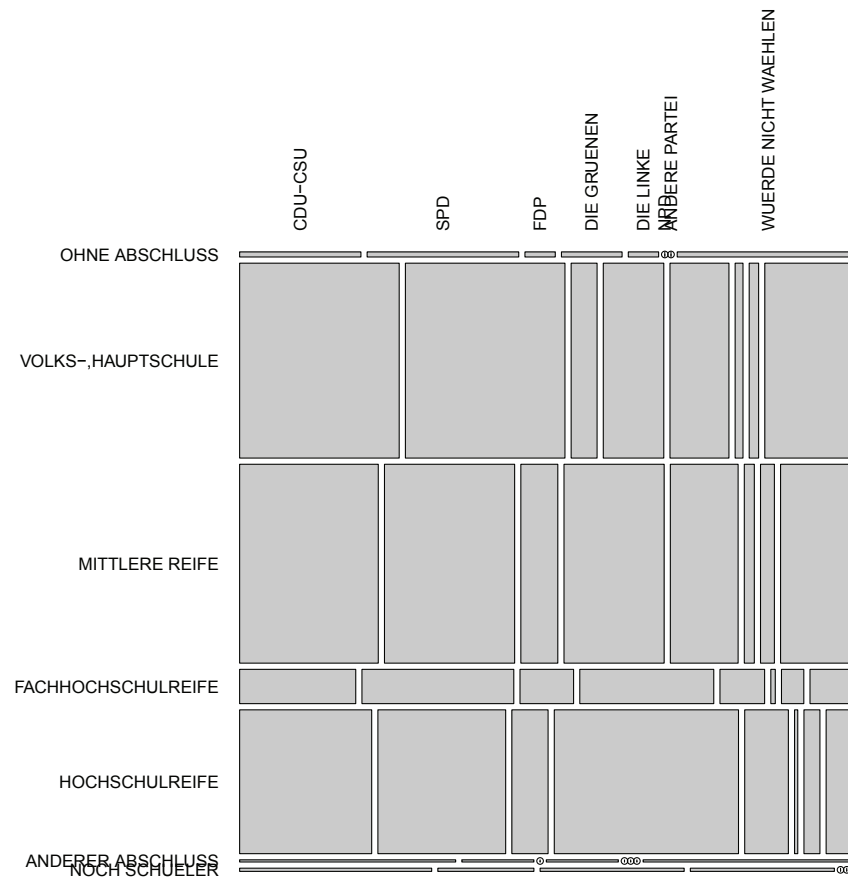 CDU−CSU
SPD
FDP
DIE GRUENEN
DIE LINKE
NPD
ANDERE PARTEI
WUERDE NICHT WAEHLEN
OHNE ABSCHLUSS
VOLKS−,HAUPTSCHULE
MITTLERE REIFE
FACHHOCHSCHULREIFE
HOCHSCHULREIFE
ANDERER ABSCHLUSS
NOCH SCHUELER